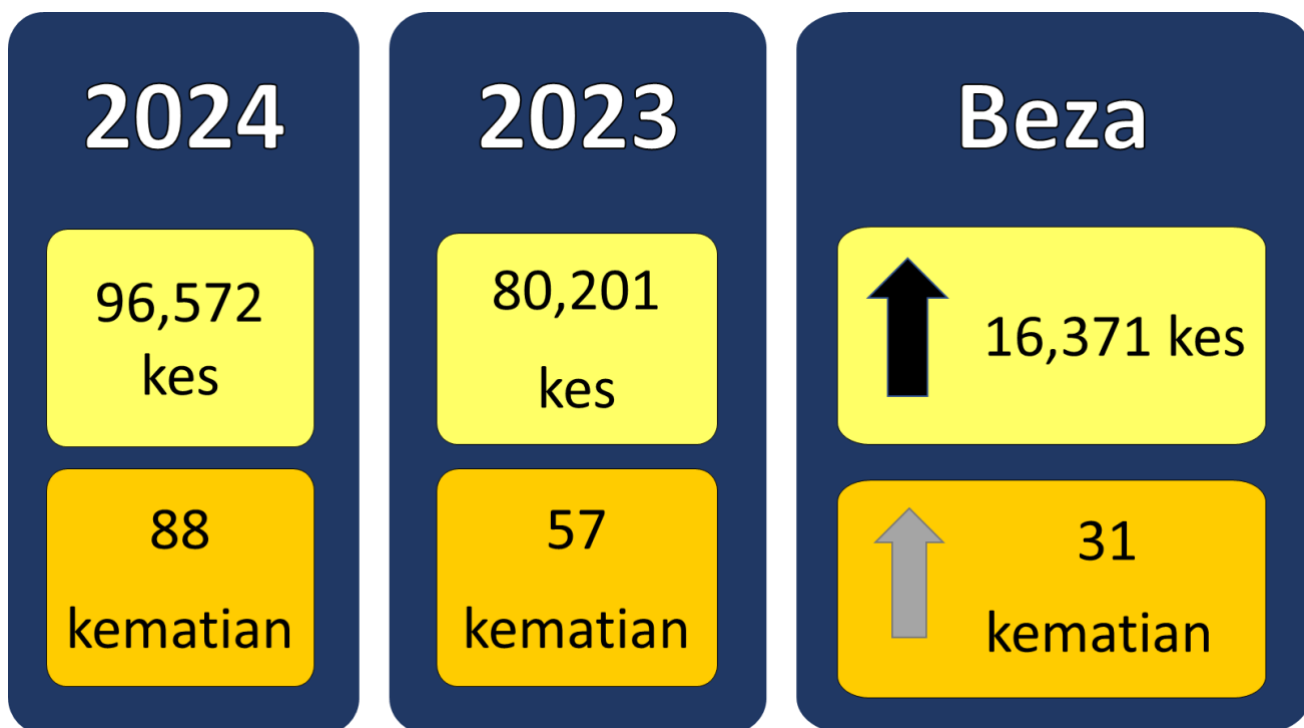 2024
96,572
kes
88
kematian
2023
80,201
kes
57
kematian
Beza
16,371 kes
31
kematian